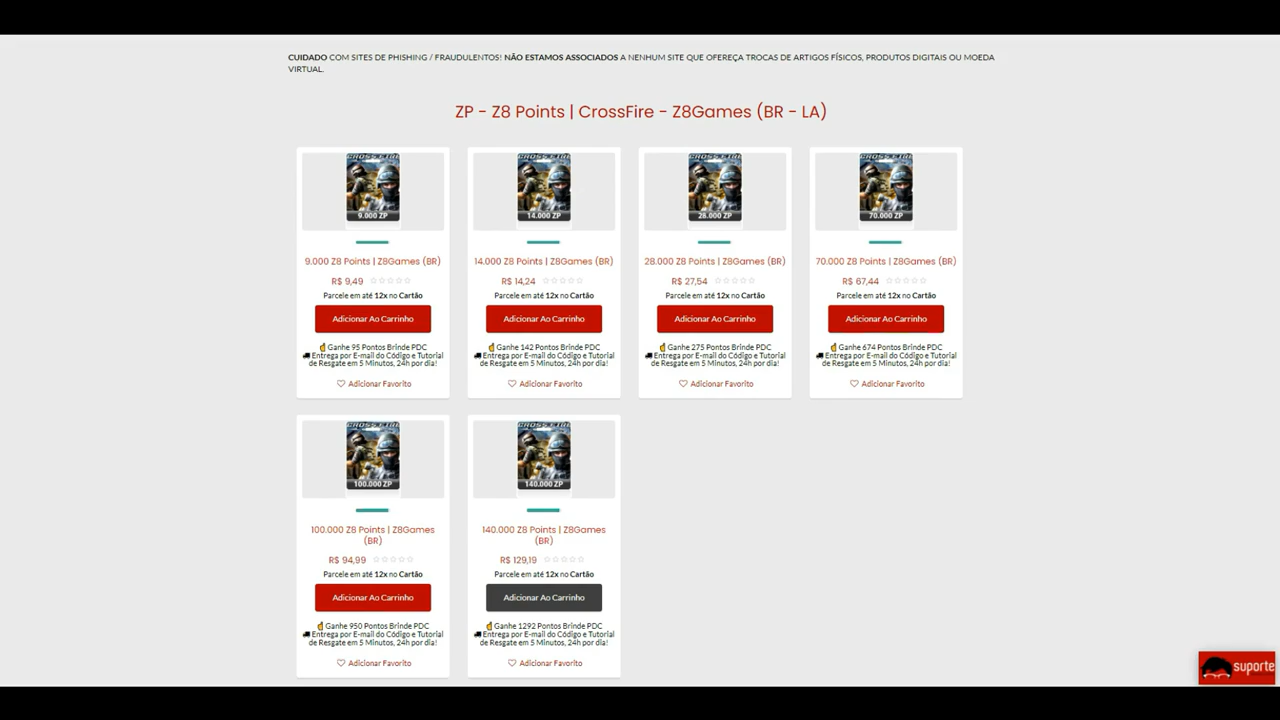 CUIDADO COM SITES DE PHISHING / FRAUDULENTOS! NÃO ESTAMOS ASSOCIADOS A NENHUM SITE QUE OFEREÇA TROCAS DE ARTIGOS FÍSICOS, PRODUTOS DIGITAIS OU MOEDA
VIRTUAL.
ZP - Z8 Points | CrossFire - Z8Games (BR - LA)
CROSS FIRE
9.000 ZP
9.000 Z8 Points | Z8Games (BR)
R$ 9,49
Parcele em até 12x no Cartão
Adicionar Ao Carrinho
Ganhe 95 Pontos Brinde PDC
Entrega por E-mail do Código e Tutorial
de Resgate em 5 Minutos, 24h por dia!
Adicionar Favorito
CROSS FIRE
14.000 ZP
14.000 Z8 Points | Z8Games (BR)
R$ 14,24
Parcele em até 12x no Cartão
Adicionar Ao Carrinho
Ganhe 142 Pontos Brinde PDC
Entrega por E-mail do Código e Tutorial
de Resgate em 5 Minutos, 24h por dia!
Adicionar Favorito
CROSS FIRE
28.000 ZP
28.000 Z8 Points | Z8Games (BR)
R$ 27,54
Parcele em até 12x no Cartão
Adicionar Ao Carrinho
Ganhe 275 Pontos Brinde PDC
Entrega por E-mail do Código e Tutorial
de Resgate em 5 Minutos, 24h por dia!
Adicionar Favorito
CROSS FIRE
70.000 ZP
70.000 Z8 Points | Z8Games (BR)
R$ 67,44
Parcele em até 12x no Cartão
Adicionar Ao Carrinho
Ganhe 674 Pontos Brinde PDC
Entrega por E-mail do Código e Tutorial
de Resgate em 5 Minutos, 24h por dia!
Adicionar Favorito
CROSS FIRE
100.000 ZP
100.000 Z8 Points | Z8Games
(BR)
R$ 94,99
Parcele em até 12x no Cartão
Adicionar Ao Carrinho
Ganhe 950 Pontos Brinde PDC
Entrega por E-mail do Código e Tutorial
de Resgate em 5 Minutos, 24h por dia!
Adicionar Favorito
CROSS FIRE
140.000 ZP
140.000 Z8 Points | Z8Games
(BR)
R$ 129,19
Parcele em até 12x no Cartão
Adicionar Ao Carrinho
Ganhe 1292 Pontos Brinde PDC
Entrega por E-mail do Código e Tutorial
de Resgate em 5 Minutos, 24h por dia!
Adicionar Favorito
suporte